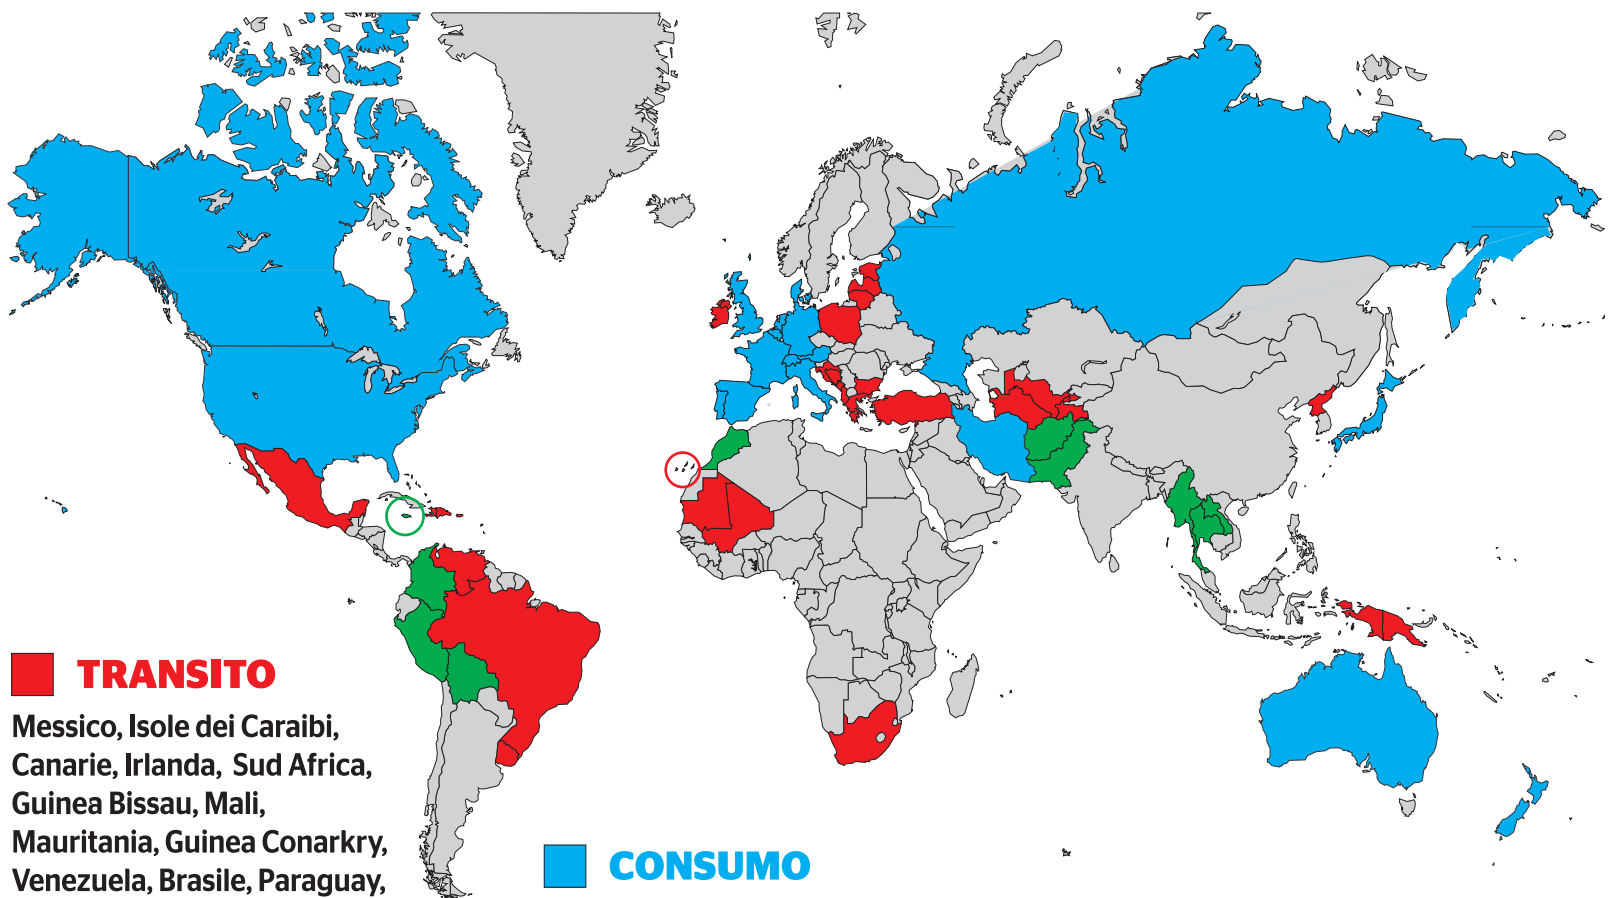 TRANSITO
Messico, Isole dei Caraibi,
Canarie, Irlanda, Sud Africa,
Guinea Bissau, Mali,
Mauritania, Guinea Conarkry,
Venezuela, Brasile, Paraguay,
CONSUMO